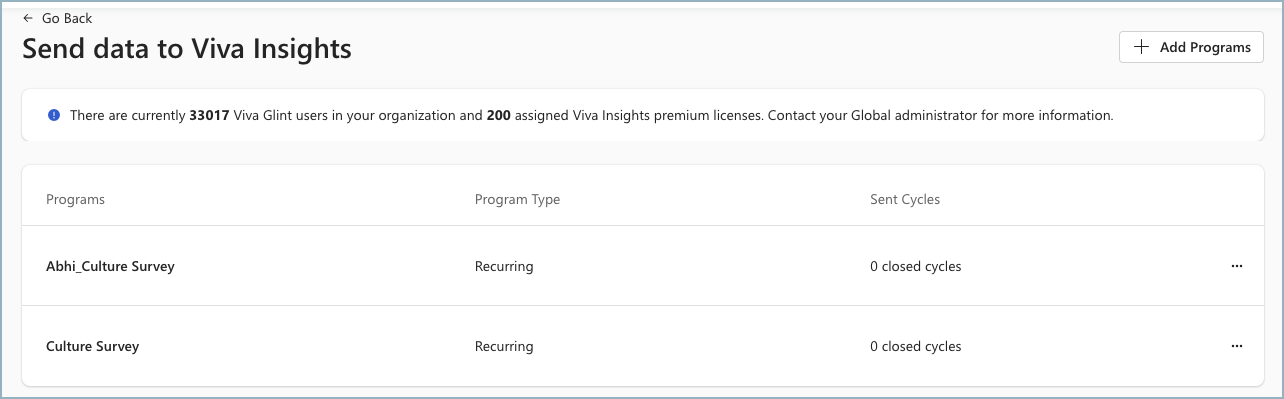 ← Go Back
Send data to Viva Insights
+ Add Programs
There are currently 33017 Viva Glint users in your organization and 200 assigned Viva Insights premium licenses. Contact your Global administrator for more information.
Programs Program Type Sent Cycles
Abhi_Culture Survey Recurring 0 closed cycles ...
Culture Survey Recurring 0 closed cycles ...